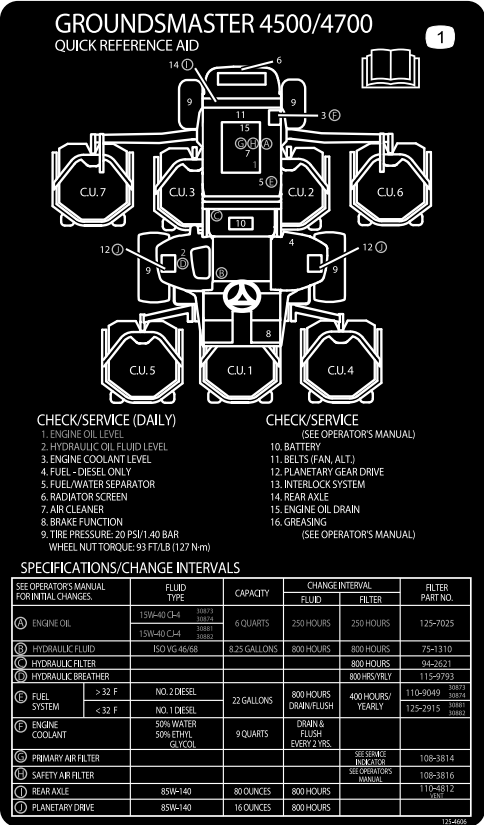 GROUNDSMASTER 4500/4700
QUICK REFERENCE AID
1
14 I
6
9
9
3 F
11
15
G H A
7
1
5 E
C.U. 7
C.U. 3
C.U. 2
C.U. 6
C
10
12 J
2
D
9
B
4
12 J
9
8
C.U. 5
C.U. 1
C.U. 4
CHECK/SERVICE (DAILY)
1. ENGINE OIL LEVEL
2. HYDRAULIC OIL FLUID LEVEL
3. ENGINE COOLANT LEVEL
4. FUEL - DIESEL ONLY
5. FUEL/WATER SEPARATOR
6. RADIATOR SCREEN
7. AIR CLEANER
8. BRAKE FUNCTION
9. TIRE PRESSURE: 20 PSI/1.40 BAR
WHEEL NUT TORQUE: 93 FT/LB (127 N·m)
CHECK/SERVICE
(SEE OPERATOR'S MANUAL)
10. BATTERY
11. BELTS (FAN, ALT.)
12. PLANETARY GEAR DRIVE
13. INTERLOCK SYSTEM
14. REAR AXLE
15. ENGINE OIL DRAIN
16. GREASING
(SEE OPERATOR'S MANUAL)
SPECIFICATIONS/CHANGE INTERVALS
SEE OPERATOR'S MANUAL FOR INITIAL CHANGES. FLUID TYPE CAPACITY CHANGE INTERVAL FLUID FILTER FILTER PART NO.
A ENGINE OIL 15W-40 CI-4 30873 30874 15W-40 CJ-4 30881 30882 6 QUARTS 250 HOURS 250 HOURS 125-7025
B HYDRAULIC FLUID ISO VG 46/68 8.25 GALLONS 800 HOURS 800 HOURS 75-1310
C HYDRAULIC FILTER 800 HOURS 94-2621
D HYDRAULIC BREATHER 800 HRS/YRLY 115-9793
E FUEL SYSTEM > 32 F NO. 2 DIESEL < 32 F NO. 1 DIESEL 22 GALLONS 800 HOURS DRAIN/FLUSH 400 HOURS/ YEARLY 110-9049 30873 30874 125-2915 30881 30882
F ENGINE COOLANT 50% WATER 50% ETHYL GLYCOL 9 QUARTS DRAIN & FLUSH EVERY 2 YRS.
G PRIMARY AIR FILTER SEE SERVICE INDICATOR 108-3814
H SAFETY AIR FILTER SEE OPERATOR'S MANUAL 108-3816
I REAR AXLE 85W-140 80 OUNCES 800 HOURS 110-4812 VENT
J PLANETARY DRIVE 85W-140 16 OUNCES 800 HOURS
125-4606